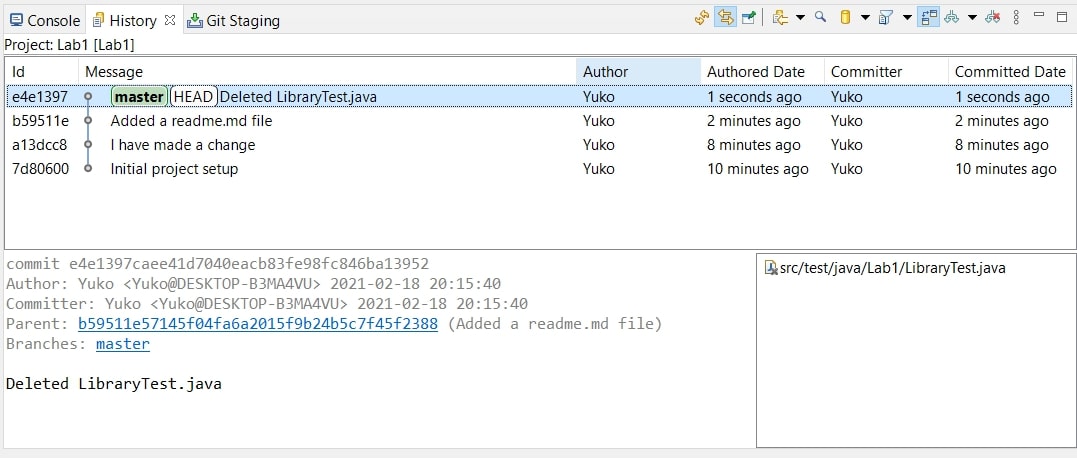 Console History Git Staging
Project: Lab1 [Lab1]
Id Message Author Authored Date Committer Committed Date
e4e1397 master HEAD Deleted LibraryTest.java Yuko 1 seconds ago Yuko 1 seconds ago
b59511e Added a readme.md file Yuko 2 minutes ago Yuko 2 minutes ago
a13dcc8 I have made a change Yuko 8 minutes ago Yuko 8 minutes ago
7d80600 Initial project setup Yuko 10 minutes ago Yuko 10 minutes ago
commit e4e1397caee41d7040eacb83fe98fc846ba13952
Author: Yuko <Yuko@DESKTOP-B3MA4VU> 2021-02-18 20:15:40
Committer: Yuko <Yuko@DESKTOP-B3MA4VU> 2021-02-18 20:15:40
Parent: b59511e57145f04fa6a2015f9b24b5c7f45f2388 (Added a readme.md file)
Branches: master
Deleted LibraryTest.java
src/test/java/Lab1/LibraryTest.java